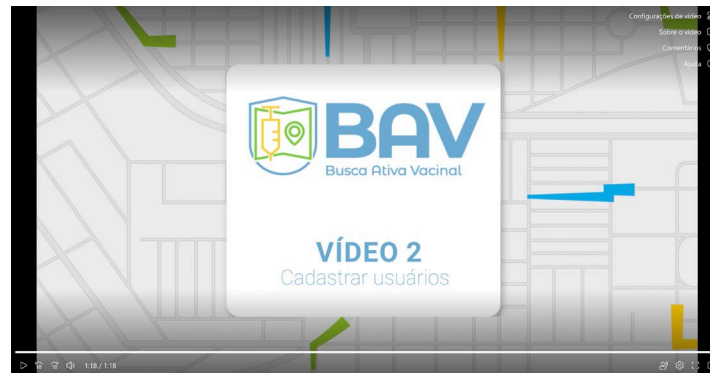 Configurações de vídeo
Sobre o vídeo
Comentários
Ajuda
BAV
Busca Ativa Vacinal
VÍDEO 2
Cadastrar usuários
1:18 / 1:18